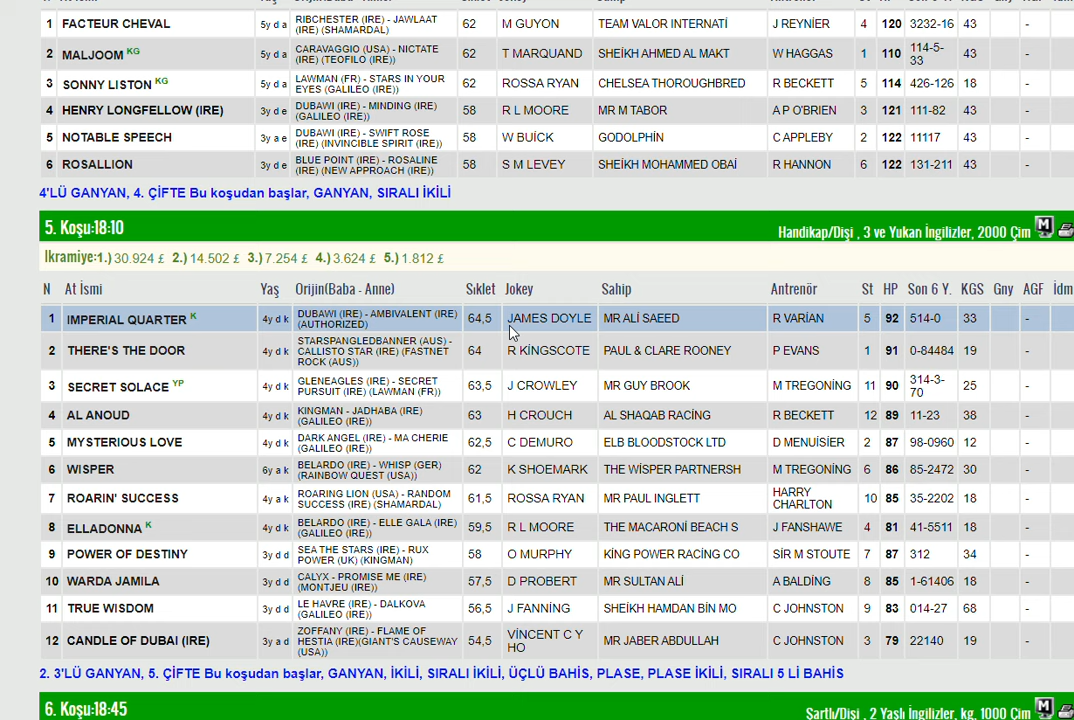 1 FACTEUR CHEVAL 5y d a RIBCHESTER (IRE) - JAWLAAT (IRE) (SHAMARDAL) 62 M GUYON TEAM VALOR INTERNATİ J REYNİER 4 120 3232-16 43 -
2 MALJOOM KG 5y d a CARAVAGGIO (USA) - NICTATE (IRE) (TEOFILO (IRE)) 62 T MARQUAND SHEİKH AHMED AL MAKT W HAGGAS 1 110 114-5-33 43 -
3 SONNY LISTON KG 5y d a LAWMAN (FR) - STARS IN YOUR EYES (GALILEO (IRE)) 62 ROSSA RYAN CHELSEA THOROUGHBRED R BECKETT 5 114 426-126 18 -
4 HENRY LONGFELLOW (IRE) 3y d e DUBAWI (IRE) - MINDING (IRE) (GALILEO (IRE)) 58 R L MOORE MR M TABOR A P O'BRIEN 3 121 111-82 43 -
5 NOTABLE SPEECH 3y a e DUBAWI (IRE) - SWIFT ROSE (IRE) (INVINCIBLE SPIRIT (IRE)) 58 W BUİCK GODOLPHİN C APPLEBY 2 122 11117 43 -
6 ROSALLION 3y d e BLUE POINT (IRE) - ROSALINE (IRE) (NEW APPROACH (IRE)) 58 S M LEVEY SHEİKH MOHAMMED OBAİ R HANNON 6 122 131-211 43 -
4'LÜ GANYAN, 4. ÇİFTE Bu koşudan başlar, GANYAN, SIRALI İKİLİ
5. Koşu:18:10 Handikap/Dişi , 3 ve Yukarı İngilizler, 2000 Çim
İkramiye:1.) 30.924 £ 2.) 14.502 £ 3.) 7.254 £ 4.) 3.624 £ 5.) 1.812 £
N At İsmi Yaş Orijin(Baba - Anne) Sıklet Jokey Sahip Antrenör St HP Son 6 Y. KGS Gny AGF İdm
1 IMPERIAL QUARTER K 4y d k DUBAWI (IRE) - AMBIVALENT (IRE) (AUTHORIZED) 64,5 JAMES DOYLE MR ALİ SAEED R VARİAN 5 92 514-0 33 -
2 THERE'S THE DOOR 4y d k STARSPANGLEDBANNER (AUS) - CALLISTO STAR (IRE) (FASTNET ROCK (AUS)) 64 R KİNGSCOTE PAUL & CLARE ROONEY P EVANS 1 91 0-84484 19 -
3 SECRET SOLACE YP 4y d k GLENEAGLES (IRE) - SECRET PURSUIT (IRE) (LAWMAN (FR)) 63,5 J CROWLEY MR GUY BROOK M TREGONİNG 11 90 314-3-70 25 -
4 AL ANOUD 4y d k KINGMAN - JADHABA (IRE) (GALILEO (IRE)) 63 H CROUCH AL SHAQAB RACİNG R BECKETT 12 89 11-23 38 -
5 MYSTERIOUS LOVE 4y d k DARK ANGEL (IRE) - MA CHERIE (GALILEO (IRE)) 62,5 C DEMURO ELB BLOODSTOCK LTD D MENUİSİER 2 87 98-0960 12 -
6 WISPER 6y a k BELARDO (IRE) - WHISP (GER) (RAINBOW QUEST (USA)) 62 K SHOEMARK THE WİSPER PARTNERSH M TREGONİNG 6 86 85-2472 30 -
7 ROARIN' SUCCESS 4y a k ROARING LION (USA) - RANDOM SUCCESS (IRE) (SHAMARDAL) 61,5 ROSSA RYAN MR PAUL INGLETT HARRY CHARLTON 10 85 35-2202 18 -
8 ELLADONNA K 4y d k BELARDO (IRE) - ELLE GALA (IRE) (GALILEO (IRE)) 59,5 R L MOORE THE MACARONİ BEACH S J FANSHAWE 4 81 41-5511 18 -
9 POWER OF DESTINY 3y d d SEA THE STARS (IRE) - RUX POWER (UK) (KINGMAN) 58 O MURPHY KİNG POWER RACİNG CO SİR M STOUTE 7 87 312 34 -
10 WARDA JAMILA 3y d d CALYX - PROMISE ME (IRE) (MONTJEU (IRE)) 57,5 D PROBERT MR SULTAN ALİ A BALDİNG 8 85 1-61406 18 -
11 TRUE WISDOM 3y d d LE HAVRE (IRE) - DALKOVA (GALILEO (IRE)) 56,5 J FANNİNG SHEİKH HAMDAN BİN MO C JOHNSTON 9 83 014-27 68 -
12 CANDLE OF DUBAI (IRE) 3y a d ZOFFANY (IRE) - FLAME OF HESTIA (IRE)(GIANT'S CAUSEWAY (USA)) 54,5 VİNCENT C Y HO MR JABER ABDULLAH C JOHNSTON 3 79 22140 19 -
2. 3'LÜ GANYAN, 5. ÇİFTE Bu koşudan başlar, GANYAN, İKİLİ, SIRALI İKİLİ, ÜÇLÜ BAHİS, PLASE, PLASE İKİLİ, SIRALI 5 Lİ BAHİS
6. Koşu:18:45 Şartlı/Dişi , 2 Yaşlı İngilizler, kg, 1000 Çim